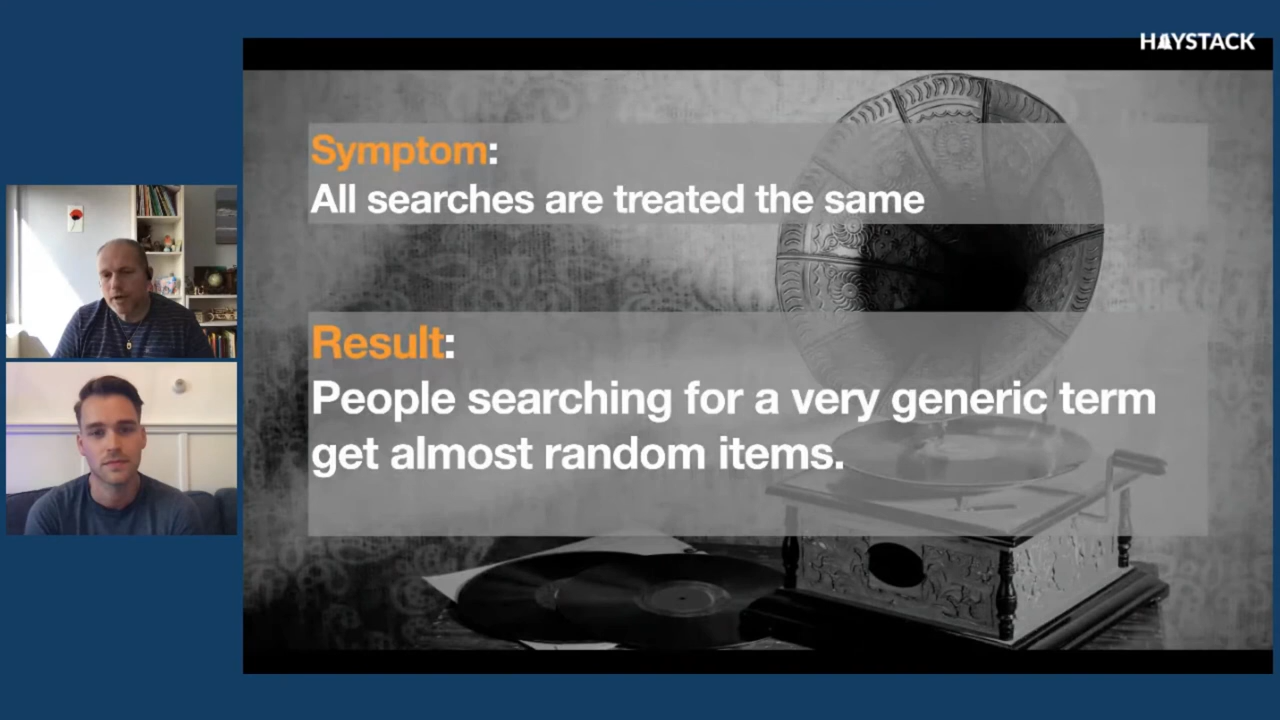 HAYSTACK
Symptom:
All searches are treated the same
Result:
People searching for a very generic term
get almost random items.